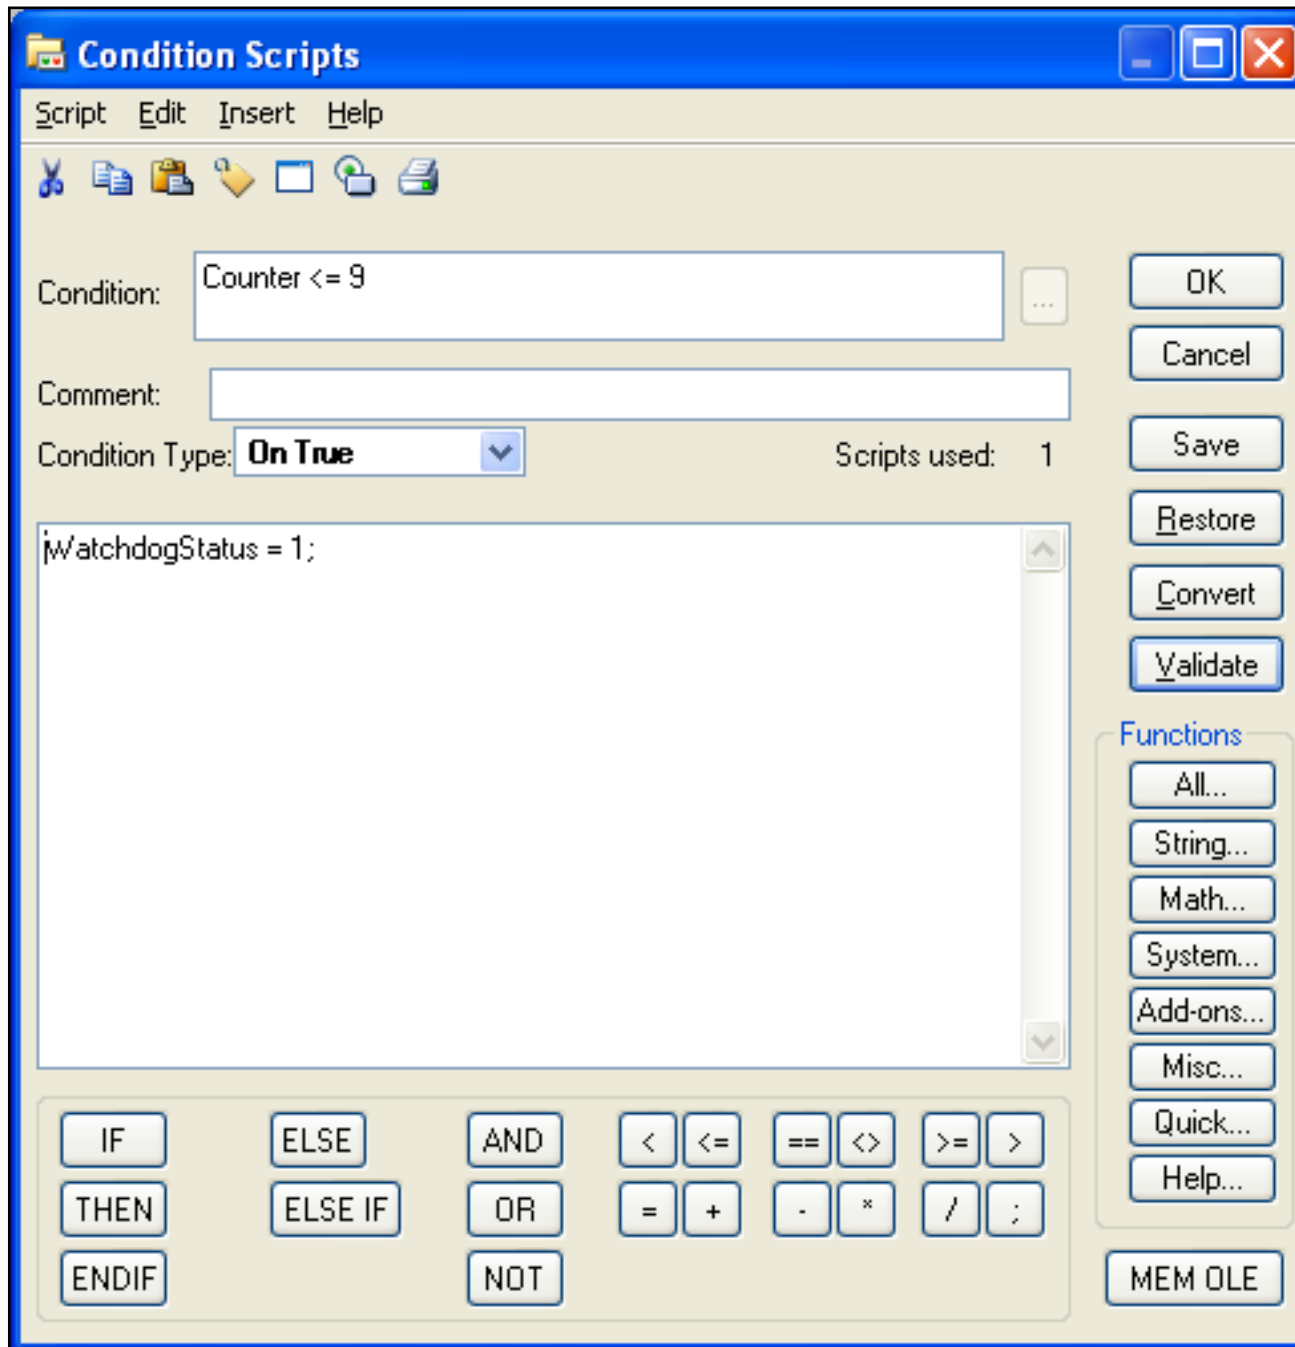 Condition Scripts
Script Edit Insert Help
Condition: Counter <= 9 ...
OK
Cancel
Comment:
Condition Type: On True Scripts used: 1
Save
Restore
Convert
Validate
WatchdogStatus = 1;
Functions
All...
String...
Math...
System...
Add-ons...
Misc...
Quick...
Help...
IF ELSE AND < <= == <> >= >
THEN ELSE IF OR = + - * / ;
ENDIF NOT
MEM OLE